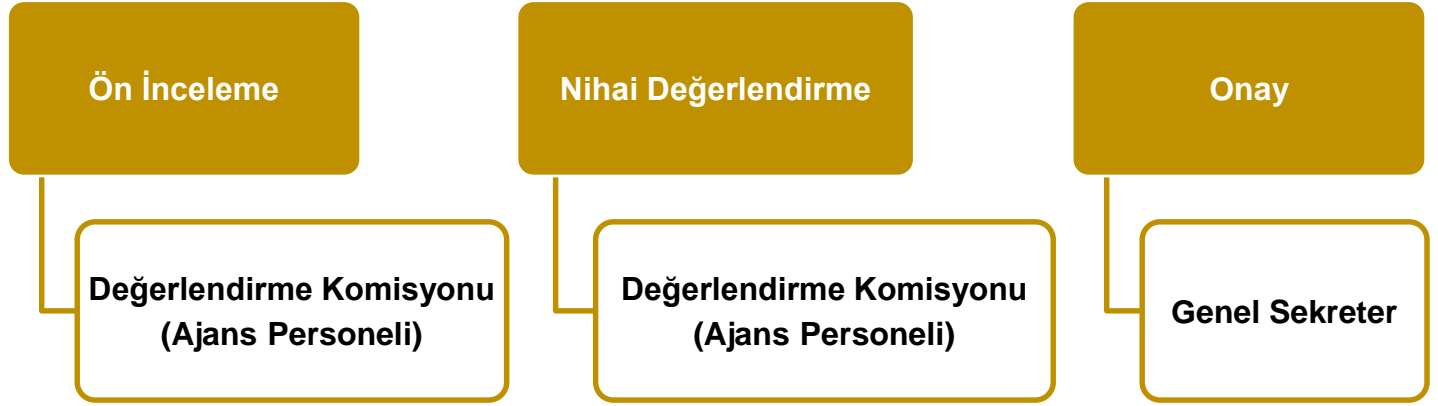 Ön İnceleme
Nihai Değerlendirme
Onay
Değerlendirme Komisyonu
(Ajans Personeli)
Değerlendirme Komisyonu
(Ajans Personeli)
Genel Sekreter